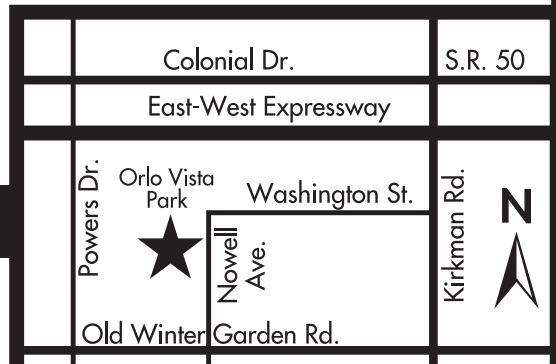 Colonial Dr.
S.R. 50
East-West Expressway
Powers Dr.
Orlo Vista
Park
Washington St.
Nowell
Ave.
Kirkman Rd.
N
Old Winter Garden Rd.